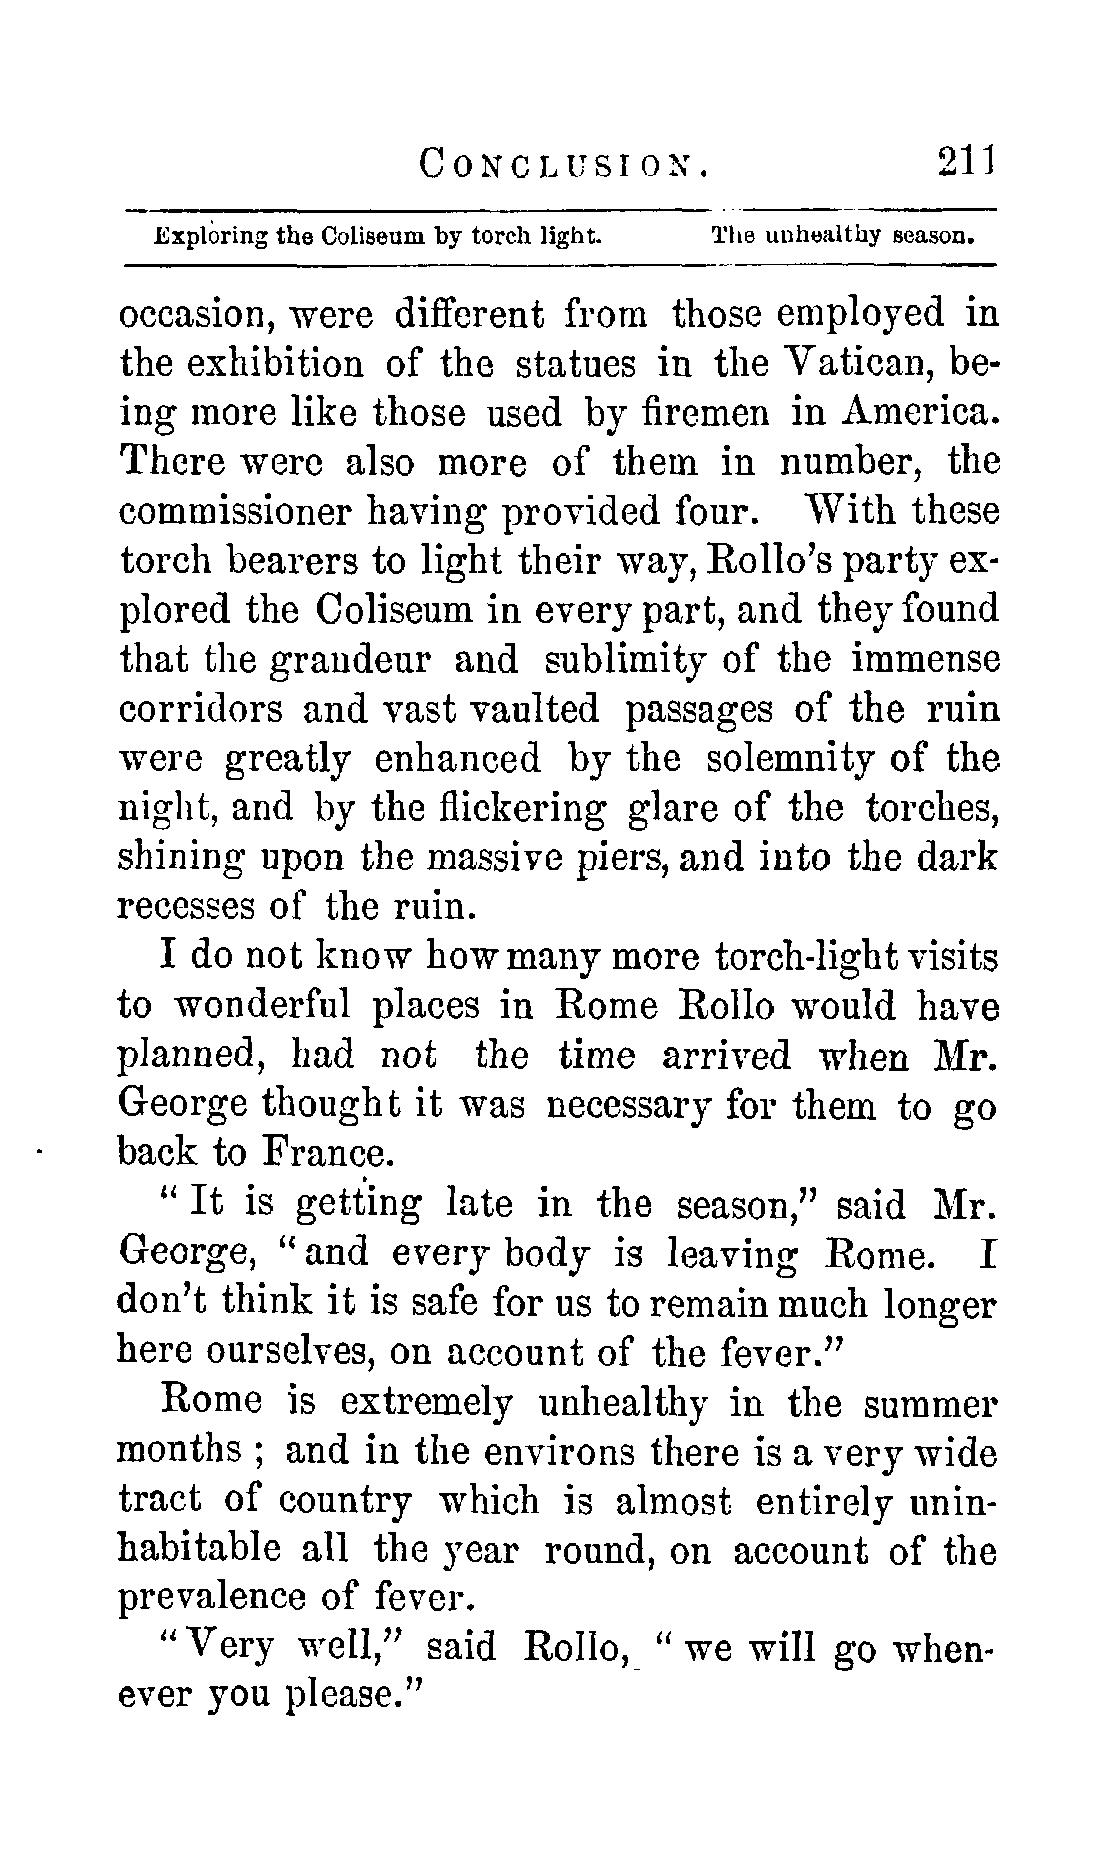 CONCLUSION. 211
Exploring the Coliseum by torch light. The unhealthy season.
occasion, were different from those employed in
the exhibition of the statues in the Vatican, be-
ing more like those used by firemen in America.
There were also more of them in number, the
commissioner having provided four. With these
torch bearers to light their way, Rollo's party ex-
plored the Coliseum in every part, and they found
that the grandeur and sublimity of the immense
corridors and vast vaulted passages of the ruin
were greatly enhanced by the solemnity of the
night, and by the flickering glare of the torches,
shining upon the massive piers, and into the dark
recesses of the ruin.
I do not know how many more torch-light visits
to wonderful places in Rome Rollo would have
planned, had not the time arrived when Mr.
George thought it was necessary for them to go
back to France.
"It is getting late in the season," said Mr.
George, "and every body is leaving Rome. I
don't think it is safe for us to remain much longer
here ourselves, on account of the fever."
Rome is extremely unhealthy in the summer
months ; and in the environs there is a very wide
tract of country which is almost entirely unin-
habitable all the year round, on account of the
prevalence of fever.
"Very well," said Rollo, "we will go when-
ever you please."